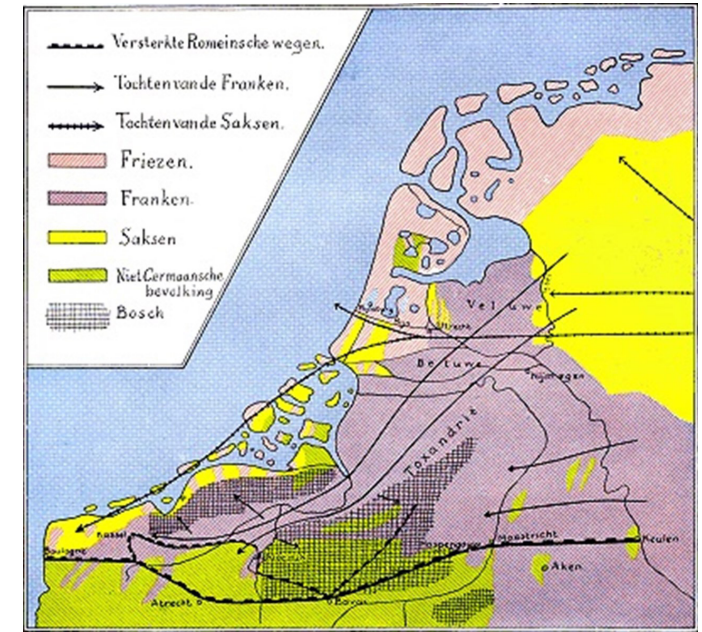 Versterkte Romeinsche wegen.
Tochten van de Franken.
Tochten van de Saksen.
Friezen.
Franken.
Saksen
Niet Germaansche
bevolking
Bosch
Veluwe
Utrecht
Betuwe
Nijmegen
Toxandrië
Kassel
Boulogne
Maastricht
Keulen
Aken
Atrecht
Bavai